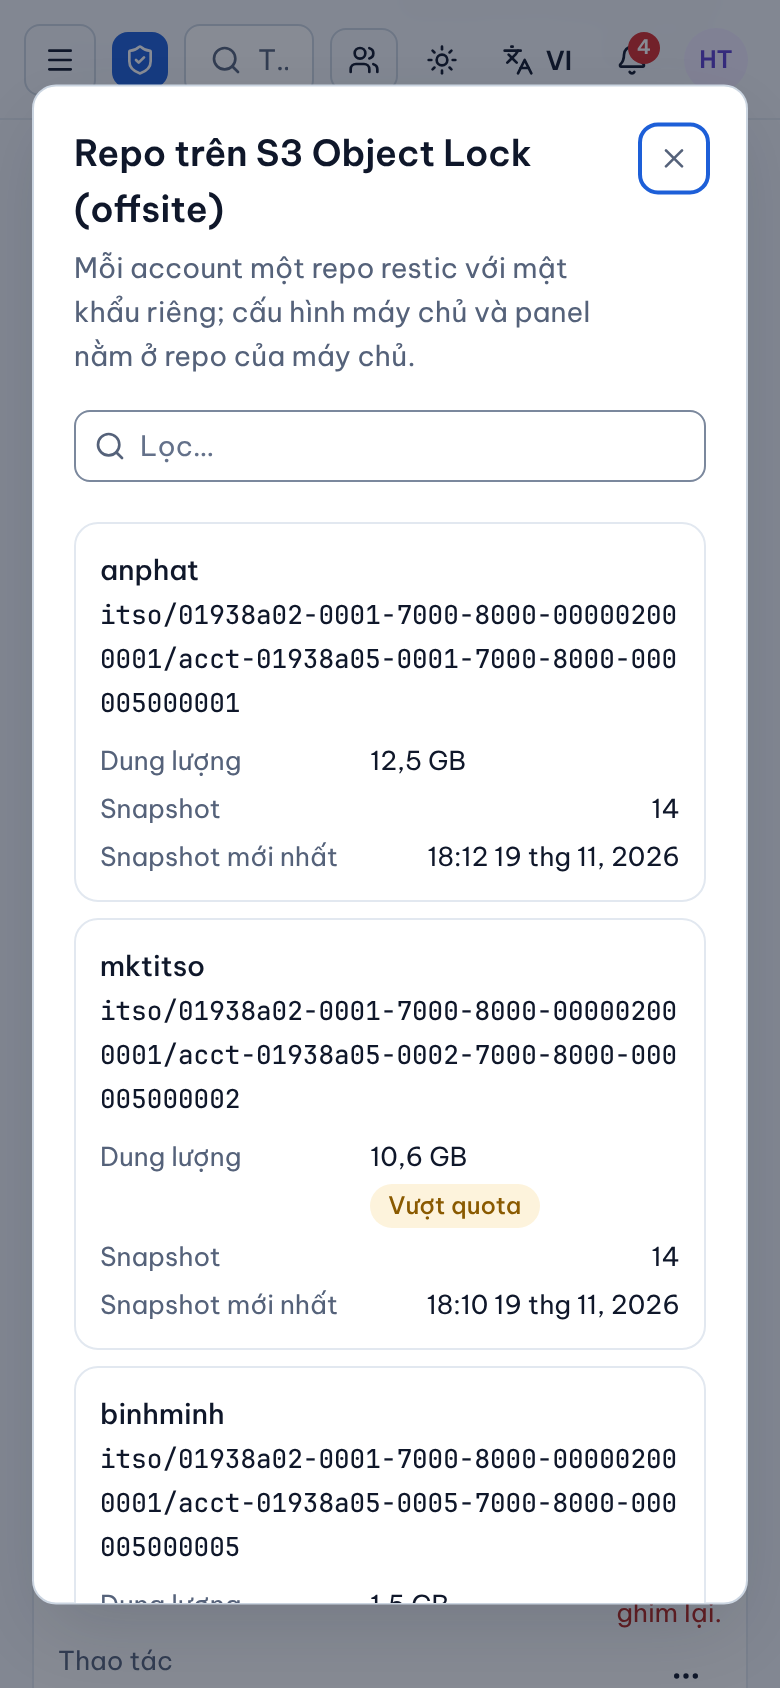 T..
VI
4
HT
Repo trên S3 Object Lock
(offsite)
Mỗi account một repo restic với mật
khẩu riêng; cấu hình máy chủ và panel
nằm ở repo của máy chủ.
Lọc...
anphat
itso/01938a02-0001-7000-8000-00000200
0001/acct-01938a05-0001-7000-8000-000
005000001
Dung lượng 12,5 GB
Snapshot 14
Snapshot mới nhất 18:12 19 thg 11, 2026
mktitso
itso/01938a02-0001-7000-8000-00000200
0001/acct-01938a05-0002-7000-8000-000
005000002
Dung lượng 10,6 GB
Vượt quota
Snapshot 14
Snapshot mới nhất 18:10 19 thg 11, 2026
binhminh
itso/01938a02-0001-7000-8000-00000200
0001/acct-01938a05-0005-7000-8000-000
005000005
Dung lượng 1,5 GB
ghim lại.
Thao tác